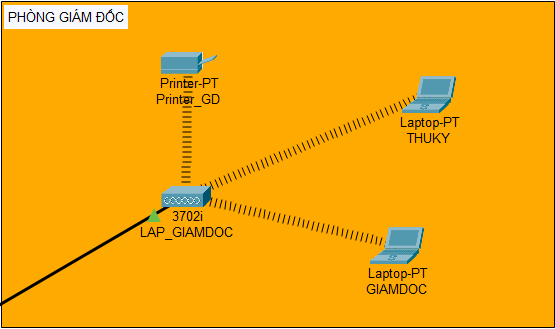 PHÒNG GIÁM ĐỐC
Printer-PT
Printer_GD
Laptop-PT
THUKY
3702i
LAP_GIAMDOC
Laptop-PT
GIAMDOC